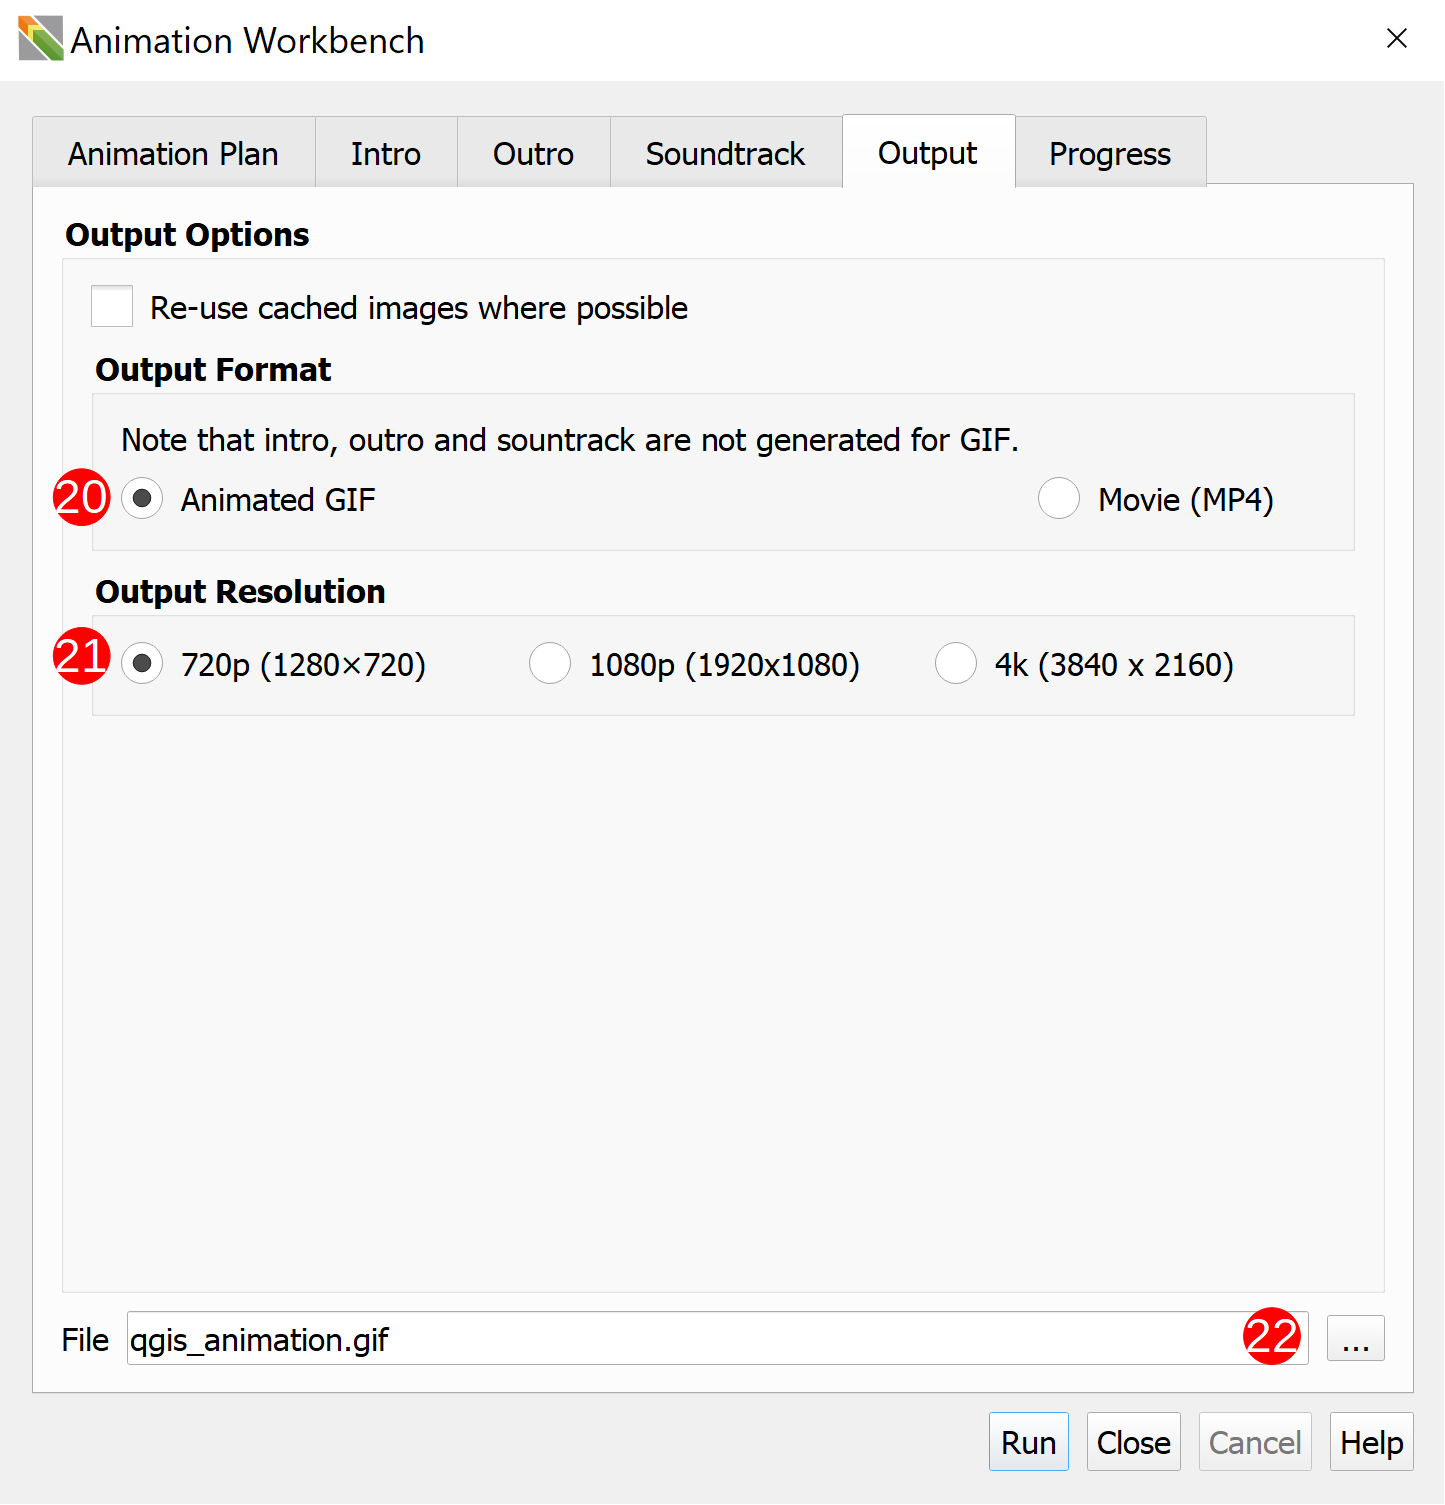 Animation Workbench
Animation Plan Intro Outro Soundtrack Output Progress
Output Options
Re-use cached images where possible
Output Format
Note that intro, outro and sountrack are not generated for GIF.
20 Animated GIF Movie (MP4)
Output Resolution
21 720p (1280×720) 1080p (1920x1080) 4k (3840 x 2160)
File qgis_animation.gif 22 ...
Run Close Cancel Help